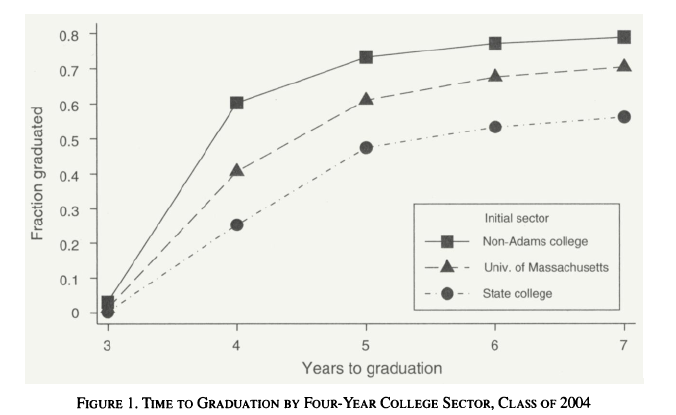 0.8
0.7
0.6
0.5
0.4
0.3
0.2
0.1
0
Fraction graduated
Initial sector
Non-Adams college
Univ. of Massachusetts
State college
3 4 5 6 7
Years to graduation
FIGURE 1. TIME TO GRADUATION BY FOUR-YEAR COLLEGE SECTOR, CLASS OF 2004